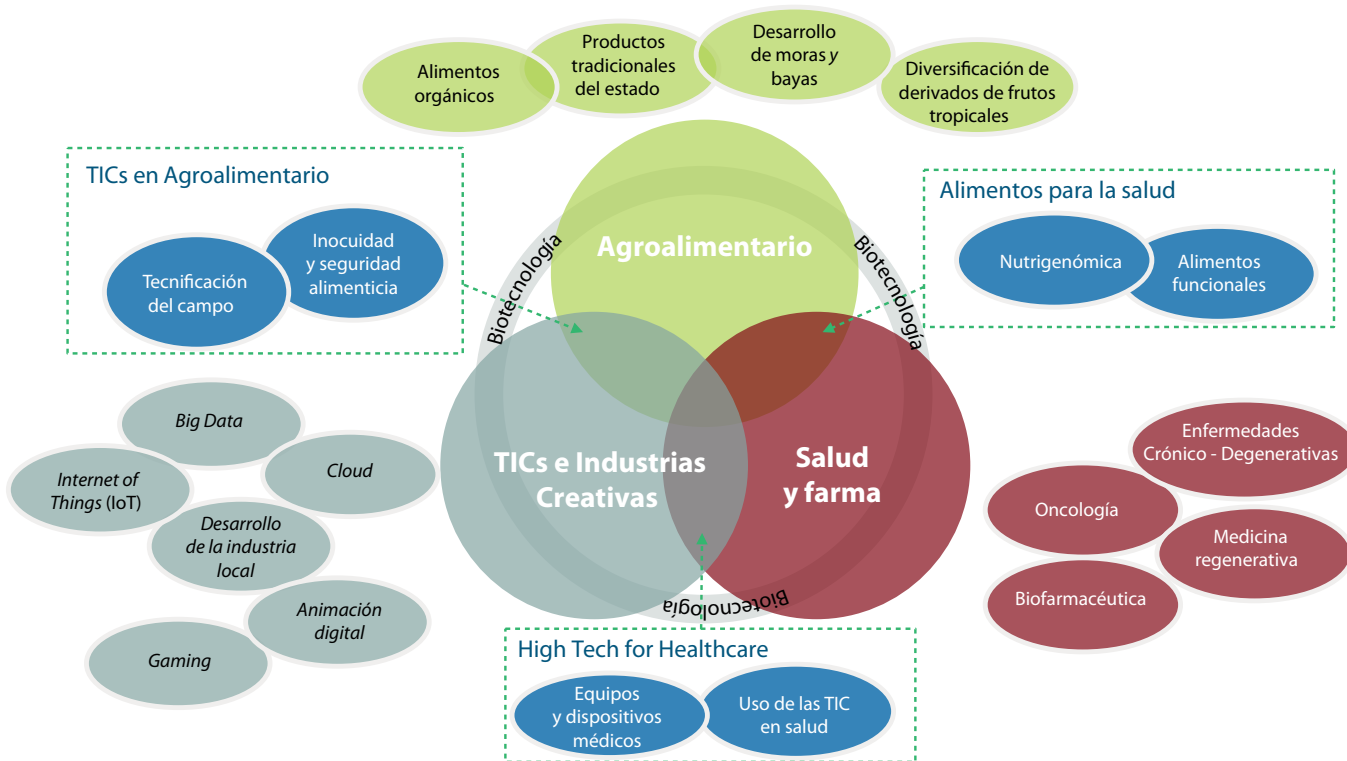 Alimentos
orgánicos
Productos
tradicionales
del estado
Desarrollo
de moras y
bayas
Diversificación de
derivados de frutos
tropicales
TICs en Agroalimentario
Tecnificación
del campo
Inocuidad
y seguridad
alimenticia
Alimentos para la salud
Nutrigenómica
Alimentos
funcionales
Biotecnología
Agroalimentario
Biotecnología
TICs e Industrias
Creativas
Salud
y farma
Biotecnología
Big Data
Cloud
Internet of
Things (IoT)
Desarrollo
de la industria
local
Animación
digital
Gaming
Enfermedades
Crónico - Degenerativas
Oncología
Medicina
regenerativa
Biofarmacéutica
High Tech for Healthcare
Equipos
y dispositivos
médicos
Uso de las TIC
en salud